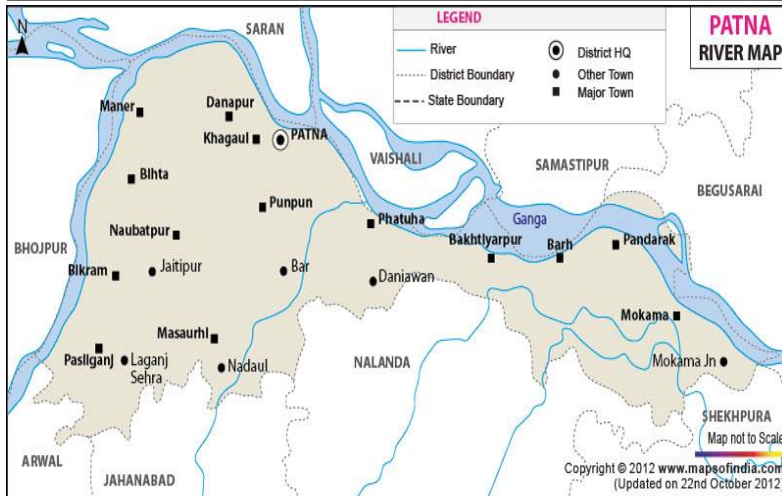 SARAN
LEGEND
River
District Boundary
State Boundary
District HQ
Other Town
Major Town
PATNA
RIVER MAP
N
Maner
Danapur
Khagaul
PATNA
VAISHALI
SAMASTIPUR
BEGUSARAI
Bihta
Punpun
Phatuha
Ganga
Naubatpur
Bakhtiyarpur
Barh
Pandarak
BHOJPUR
Bikram
Jaitipur
Bar
Daniawan
Mokama
Masaurhi
Pasliganj
Laganj
Sehra
Nadaul
NALANDA
Mokama Jn
SHEKHPURA
Map not to Scale
ARWAL
JAHANABAD
Copyright © 2012 www.mapsofindia.com
(Updated on 22nd October 2012)